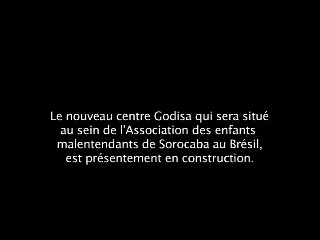 Le nouveau centre Godisa qui sera situé
au sein de l'Association des enfants
malentendants de Sorocaba au Brésil,
est présentement en construction.